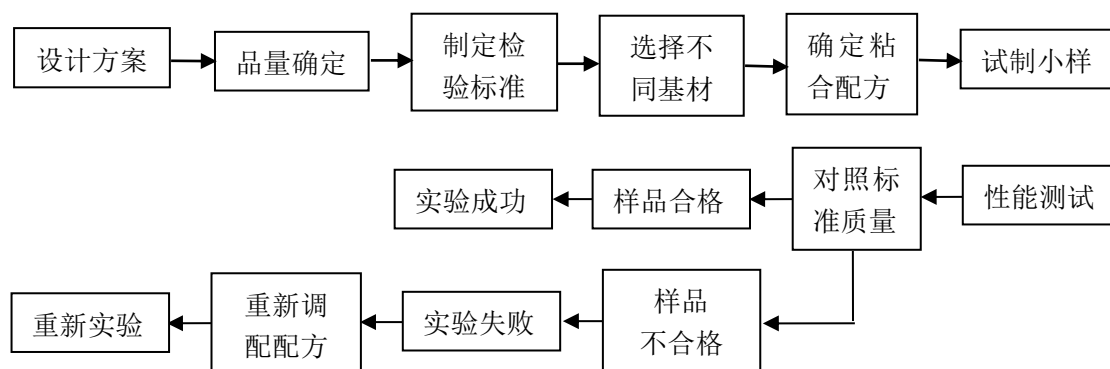 设计方案
品量确定
制定检
验标准
选择不
同基材
确定粘
合配方
试制小样
实验成功
样品合格
对照标
准质量
性能测试
重新实验
重新调
配配方
实验失败
样品
不合格